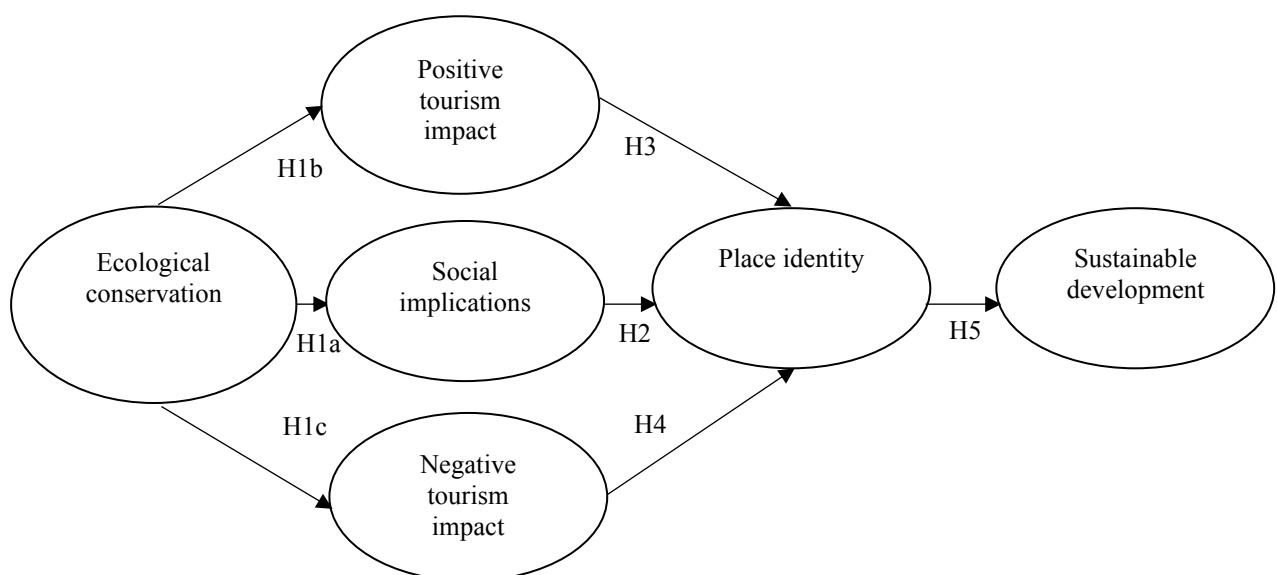 Positive
tourism
impact
H1b
H3
Ecological
conservation
H1a
Social
implications
H2
Place identity
H5
Sustainable
development
H1c
H4
Negative
tourism
impact